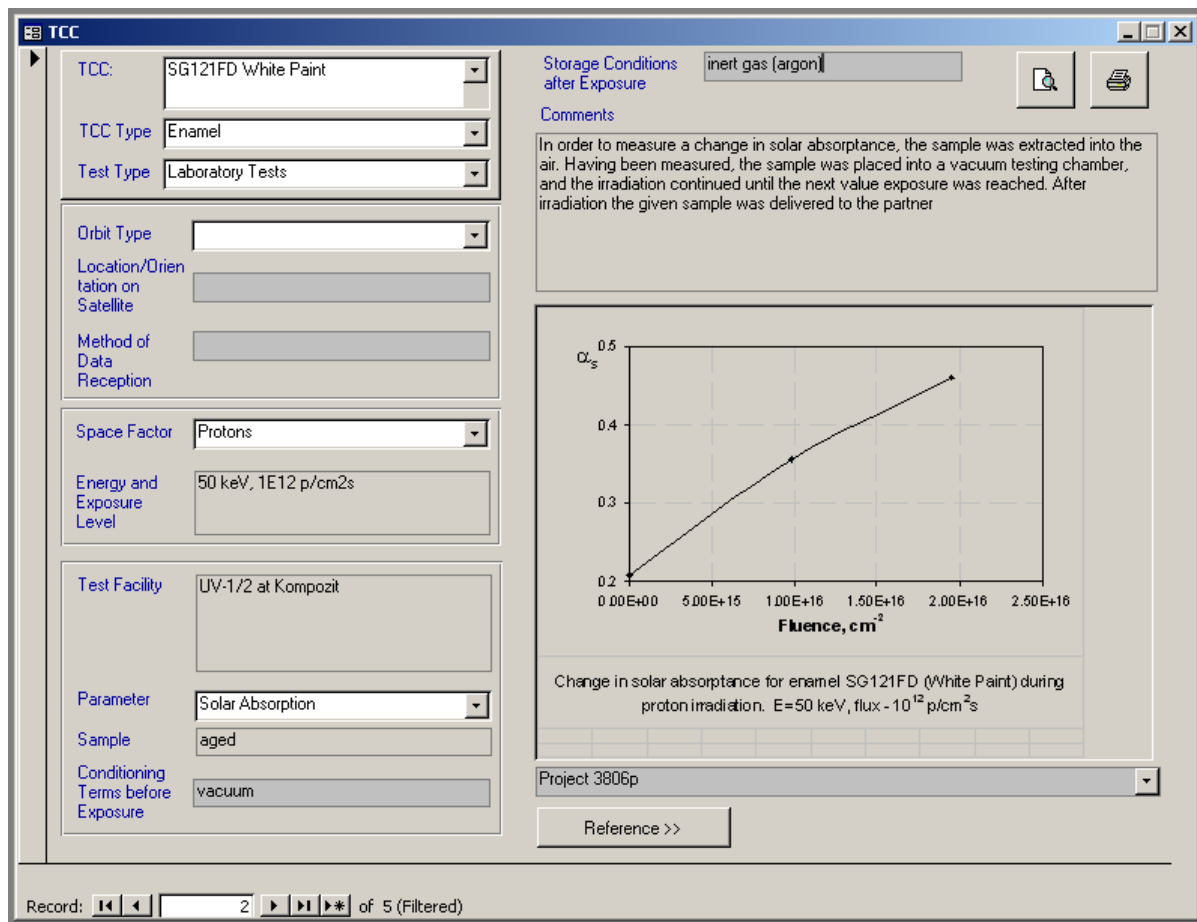 TCC
TCC:
SG121FD White Paint
TCC Type
Enamel
Test Type
Laboratory Tests
Orbit Type
Location/Orien
tation on
Satellite
Method of
Data
Reception
Space Factor
Protons
Energy and
Exposure
Level
50 keV, 1E12 p/cm2s
Test Facility
UV-1/2 at Kompozit
Parameter
Solar Absorption
Sample
aged
Conditioning
Terms before
Exposure
vacuum
Storage Conditions
after Exposure
inert gas (argon)
Comments
In order to measure a change in solar absorptance, the sample was extracted into the
air. Having been measured, the sample was placed into a vacuum testing chamber,
and the irradiation continued until the next value exposure was reached. After
irradiation the given sample was delivered to the partner
αs
0.5
0.4
0.3
0.2
0.00E+00 5.00E+15 1.00E+16 1.50E+16 2.00E+16 2.50E+16
Fluence, cm-2
Change in solar absorptance for enamel SG121FD (White Paint) during
proton irradiation. E=50 keV, flux - 10¹² p/cm²s
Project 3806p
Reference >>
Record: 2 of 5 (Filtered)